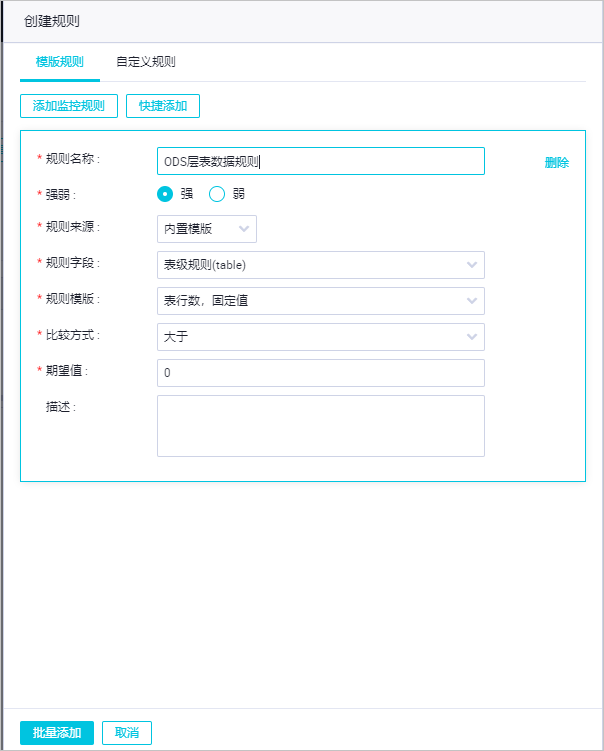 创建规则
模版规则 自定义规则
添加监控规则 快捷添加
* 规则名称 : ODS层表数据规则 删除
* 强弱 : 强 弱
* 规则来源 : 内置模版
* 规则字段 : 表级规则(table)
* 规则模版 : 表行数，固定值
* 比较方式 : 大于
* 期望值 : 0
描述 :
批量添加 取消